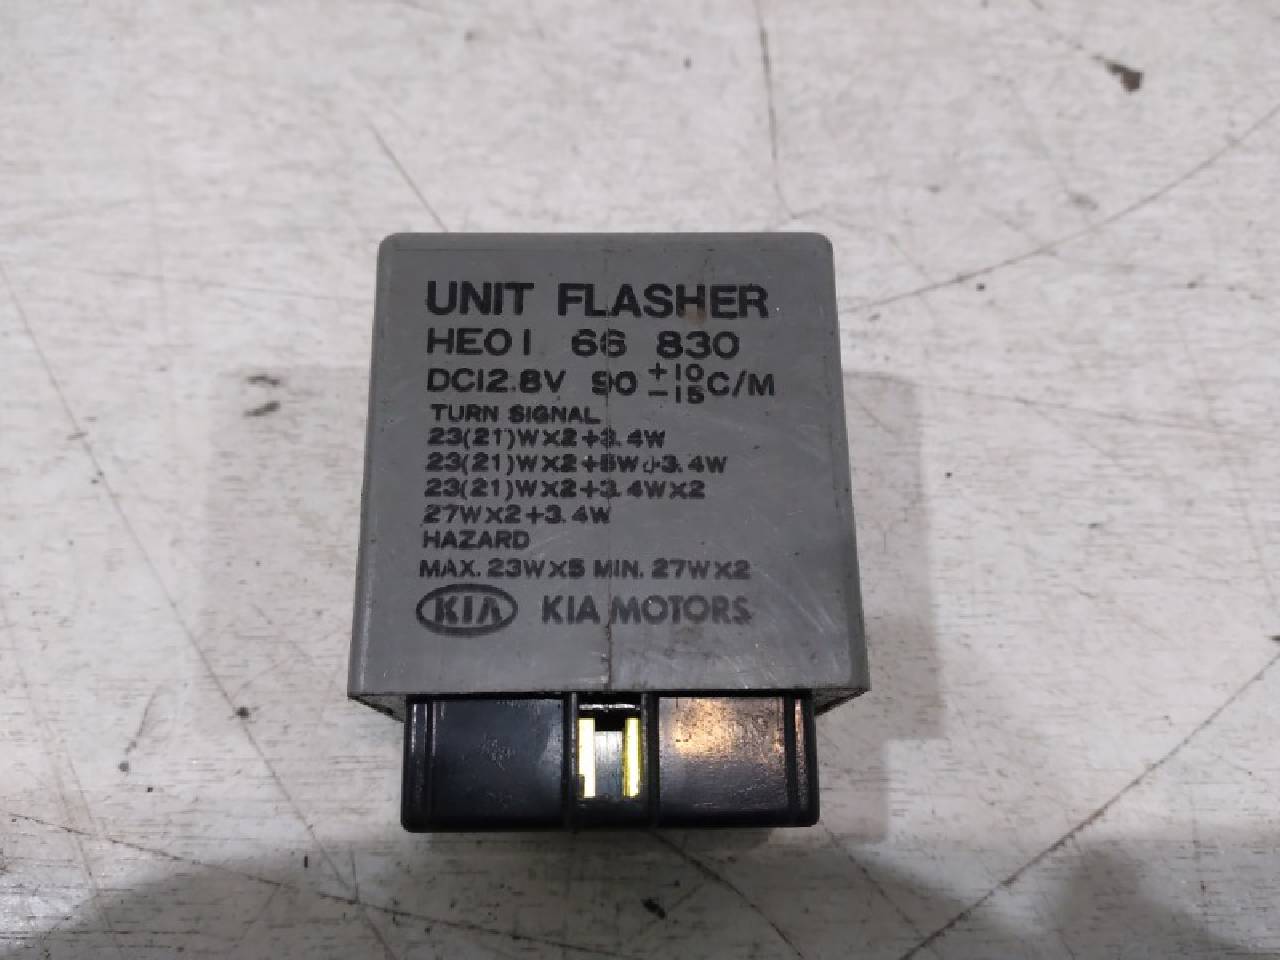 UNIT FLASHER
HE01 66 830
DC12.8V 90 +10 -15 C/M
TURN SIGNAL
23(21)W×2+3.4W
23(21)W×2+5W+3.4W
23(21)W×2+3.4W×2
27W×2+3.4W
HAZARD
MAX. 23W×5 MIN. 27W×2
KIA KIA MOTORS